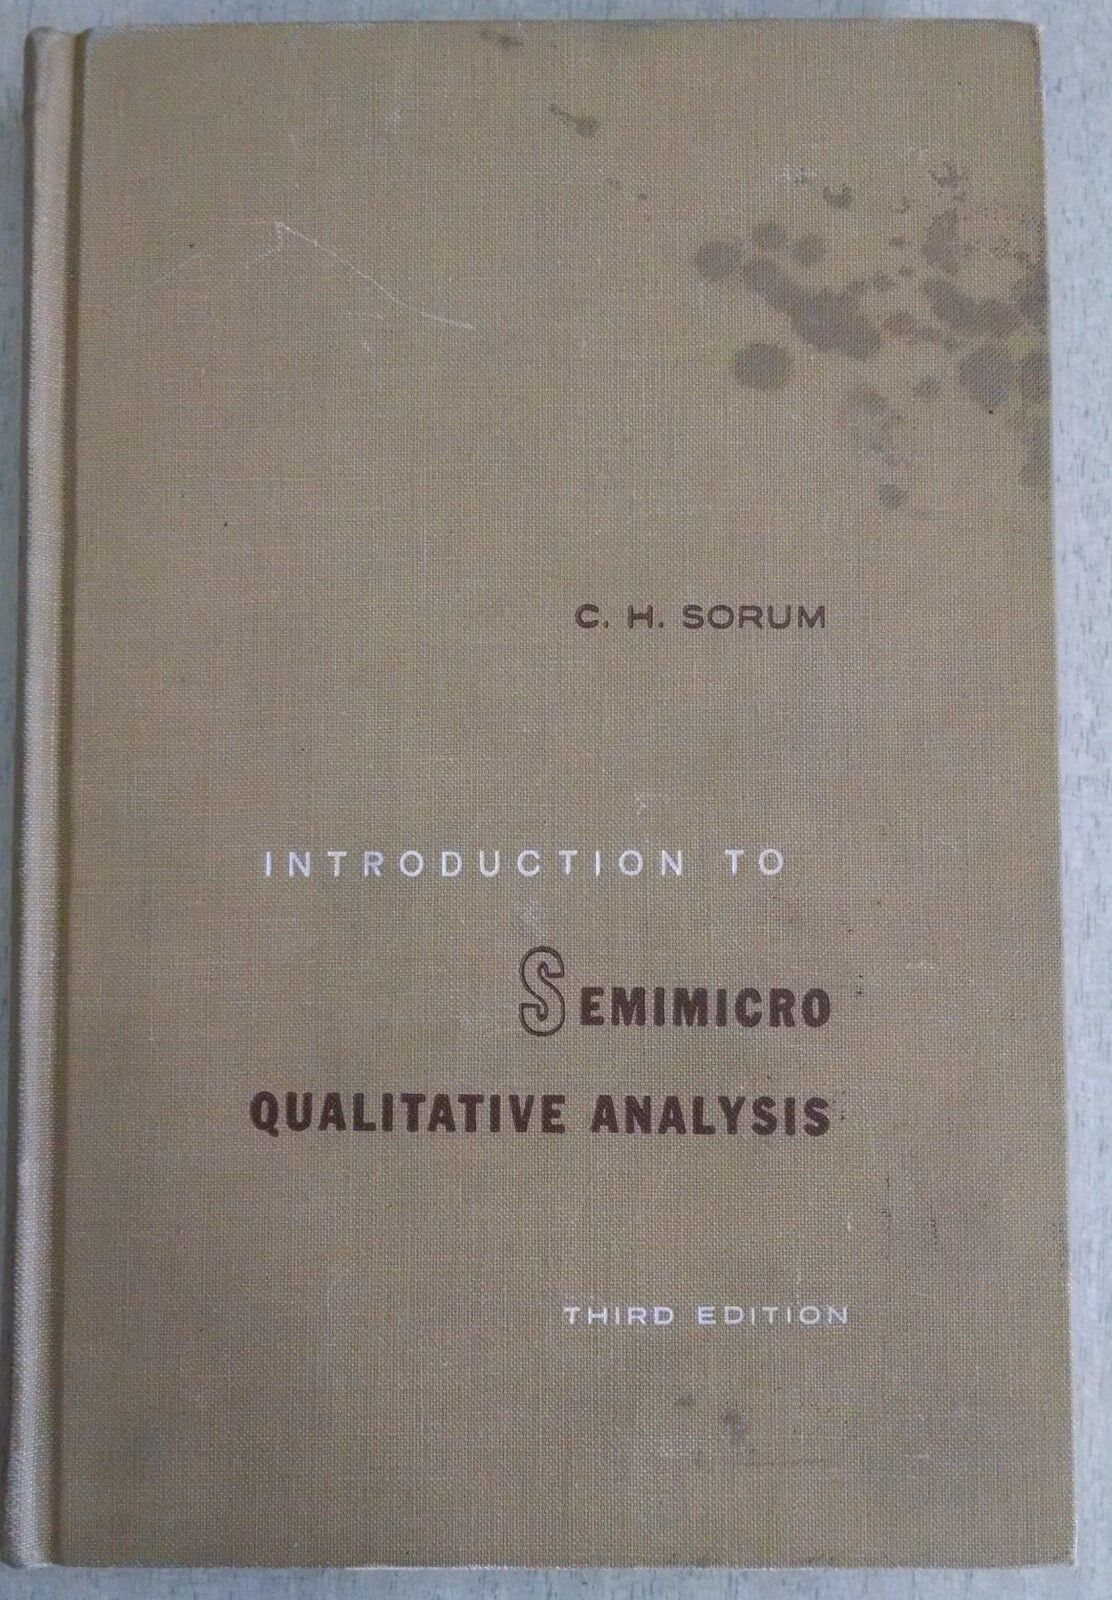 C. H. SORUM
INTRODUCTION TO
SEMIMICRO
QUALITATIVE ANALYSIS
THIRD EDITION